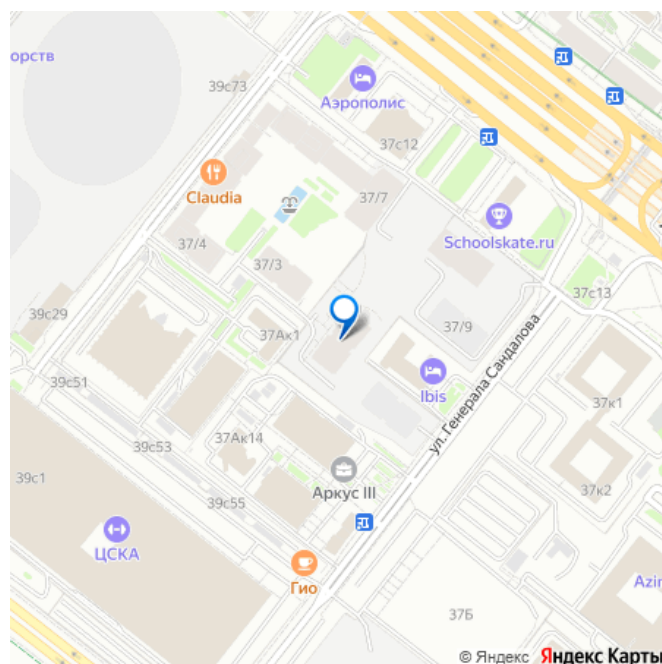 орств
39с73
Аэрополис
37с12
Claudia
37/7
Schoolskate.ru
37/4
37/3
37с13
39с29
37Ак1
37/9
ул. Генерала Сандалова
Ibis
39с51
37к1
39с53
37Ак14
39с1
Аркус III
37к2
39с55
ЦСКА
Гио
Azir
37Б
© Яндекс Яндекс Карты